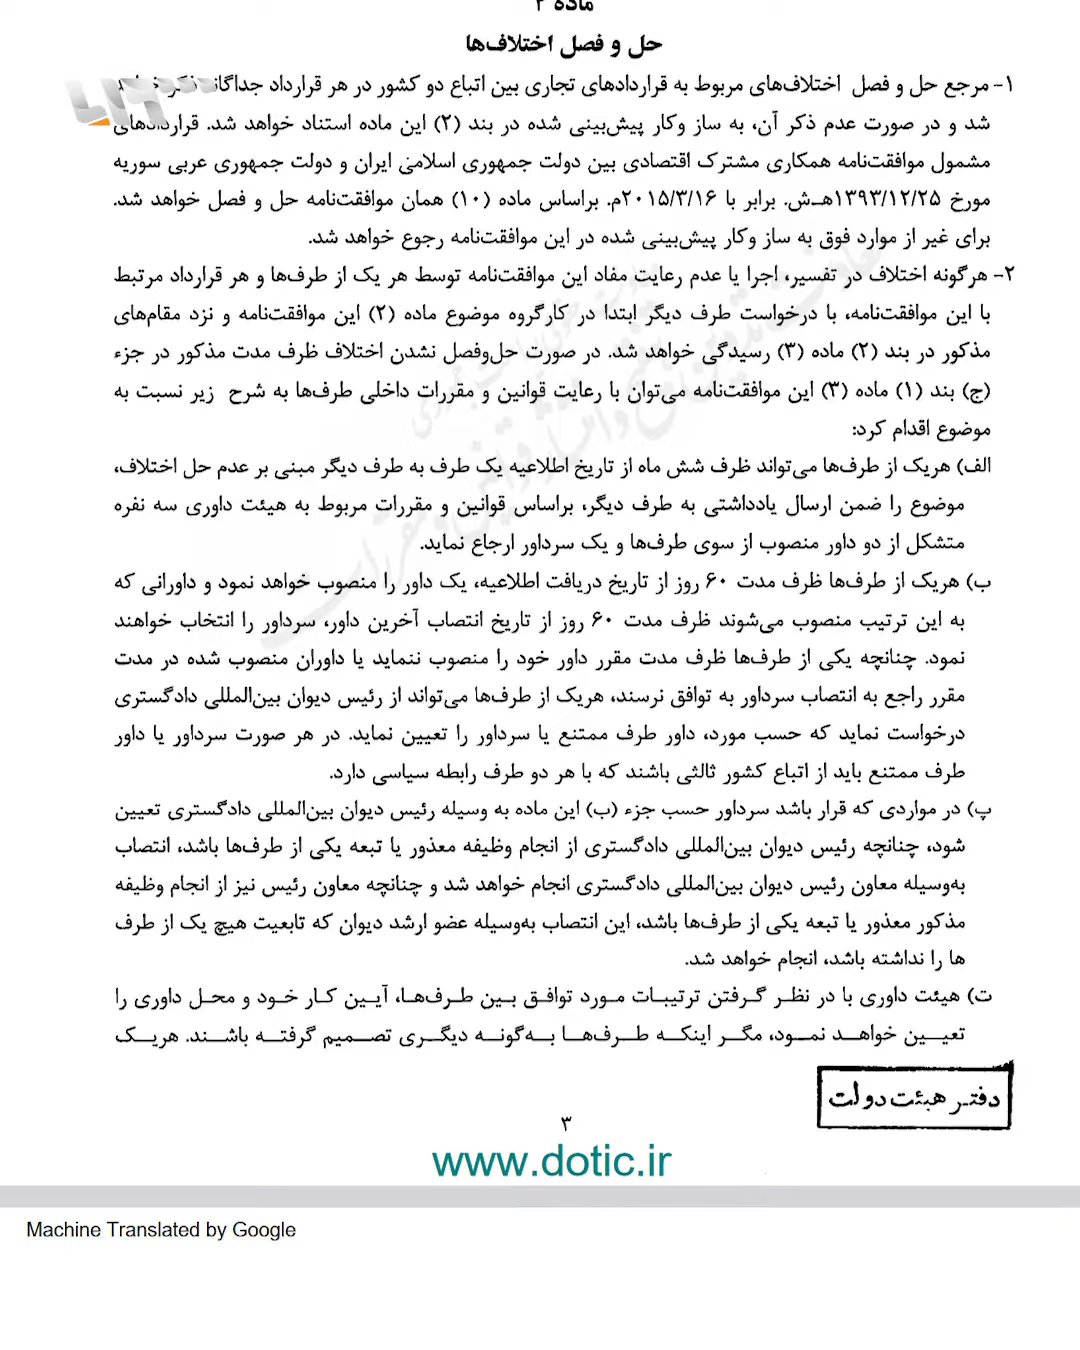 ماده
حل و فصل اختلاف‌ها
۱- مرجع حل و فصل اختلاف‌های مربوط به قراردادهای تجاری بین اتباع دو کشور در هر قرارداد جداگانه ذکر
شد و در صورت عدم ذکر آن، به ساز وکار پیش‌بینی شده در بند (۲) این ماده استناد خواهد شد. قراردادهای
مشمول موافقت‌نامه همکاری مشترک اقتصادی بین دولت جمهوری اسلامی ایران و دولت جمهوری عربی سوریه
مورخ ۱۳۹۳/۱۲/۲۵هـ‌ش. برابر با ۲۰۱۵/۳/۱۶م. براساس ماده (۱۰) همان موافقت‌نامه حل و فصل خواهد شد.
برای غیر از موارد فوق به ساز وکار پیش‌بینی شده در این موافقت‌نامه رجوع خواهد شد.
۲- هرگونه اختلاف در تفسیر، اجرا یا عدم رعایت مفاد این موافقت‌نامه توسط هر یک از طرف‌ها و هر قرارداد مرتبط
با این موافقت‌نامه، با درخواست طرف دیگر ابتدا در کارگروه موضوع ماده (۲) این موافقت‌نامه و نزد مقام‌های
مذکور در بند (۲) ماده (۳) رسیدگی خواهد شد. در صورت حل‌وفصل نشدن اختلاف ظرف مدت مذکور در جزء
(ج) بند (۱) ماده (۳) این موافقت‌نامه می‌توان با رعایت قوانین و مقررات داخلی طرف‌ها به شرح زیر نسبت به
موضوع اقدام کرد:
الف) هریک از طرف‌ها می‌تواند ظرف شش ماه از تاریخ اطلاعیه یک طرف به طرف دیگر مبنی بر عدم حل اختلاف،
موضوع را ضمن ارسال یادداشتی به طرف دیگر، براساس قوانین و مقررات مربوط به هیئت داوری سه نفره
متشکل از دو داور منصوب از سوی طرف‌ها و یک سرداور ارجاع نماید.
ب) هریک از طرف‌ها ظرف مدت ۶۰ روز از تاریخ دریافت اطلاعیه، یک داور را منصوب خواهد نمود و داورانی که
به این ترتیب منصوب می‌شوند ظرف مدت ۶۰ روز از تاریخ انتصاب آخرین داور، سرداور را انتخاب خواهند
نمود. چنانچه یکی از طرف‌ها ظرف مدت مقرر داور خود را منصوب ننماید یا داوران منصوب شده در مدت
مقرر راجع به انتصاب سرداور به توافق نرسند، هریک از طرف‌ها می‌تواند از رئیس دیوان بین‌المللی دادگستری
درخواست نماید که حسب مورد، داور طرف ممتنع یا سرداور را تعیین نماید. در هر صورت سرداور یا داور
طرف ممتنع باید از اتباع کشور ثالثی باشند که با هر دو طرف رابطه سیاسی دارد.
پ) در مواردی که قرار باشد سرداور حسب جزء (ب) این ماده به وسیله رئیس دیوان بین‌المللی دادگستری تعیین
شود، چنانچه رئیس دیوان بین‌المللی دادگستری از انجام وظیفه معذور یا تبعه یکی از طرف‌ها باشد، انتصاب
به‌وسیله معاون رئیس دیوان بین‌المللی دادگستری انجام خواهد شد و چنانچه معاون رئیس نیز از انجام وظیفه
مذکور معذور یا تبعه یکی از طرف‌ها باشد، این انتصاب به‌وسیله عضو ارشد دیوان که تابعیت هیچ یک از طرف
ها را نداشته باشد، انجام خواهد شد.
ت) هیئت داوری با در نظر گرفتن ترتیبات مورد توافق بین طرف‌ها، آیین کار خود و محل داوری را
تعیین خواهد نمود، مگر اینکه طرف‌ها به‌گونه دیگری تصمیم گرفته باشند. هریک
دفتر هیئت دولت
۳
www.dotic.ir
Machine Translated by Google